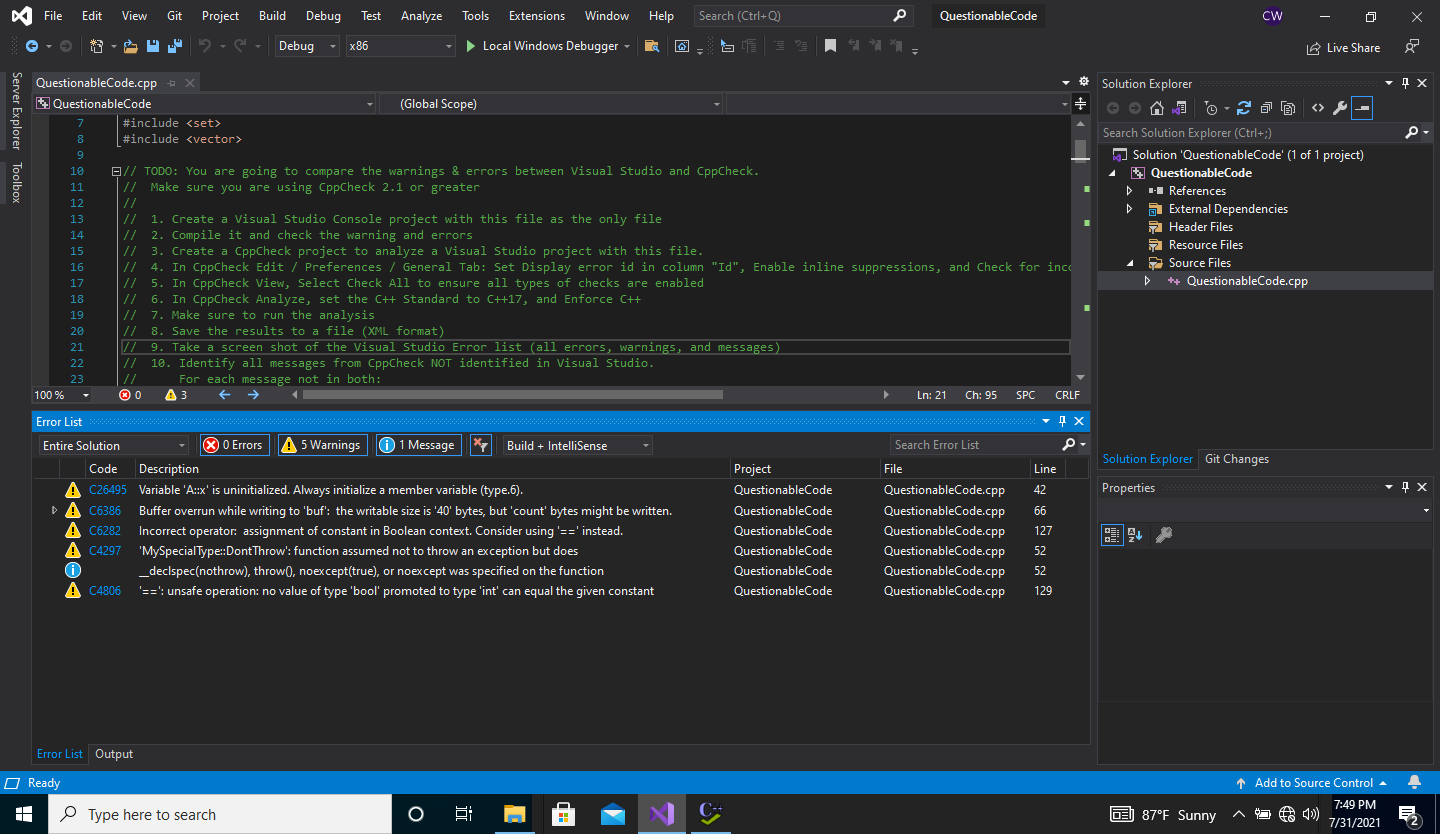 File Edit View Git Project Build Debug Test Analyze Tools Extensions Window Help Search (Ctrl+Q) QuestionableCode CW
Debug x86 Local Windows Debugger Live Share
Server Explorer
Toolbox
QuestionableCode.cpp
QuestionableCode (Global Scope)
7 #include <set>
8 #include <vector>
9
10 // TODO: You are going to compare the warnings & errors between Visual Studio and CppCheck.
11 // Make sure you are using CppCheck 2.1 or greater
12 //
13 // 1. Create a Visual Studio Console project with this file as the only file
14 // 2. Compile it and check the warning and errors
15 // 3. Create a CppCheck project to analyze a Visual Studio project with this file.
16 // 4. In CppCheck Edit / Preferences / General Tab: Set Display error id in column "Id", Enable inline suppressions, and Check for inco
17 // 5. In CppCheck View, Select Check All to ensure all types of checks are enabled
18 // 6. In CppCheck Analyze, set the C++ Standard to C++17, and Enforce C++
19 // 7. Make sure to run the analysis
20 // 8. Save the results to a file (XML format)
21 // 9. Take a screen shot of the Visual Studio Error list (all errors, warnings, and messages)
22 // 10. Identify all messages from CppCheck NOT identified in Visual Studio.
23 // For each message not in both:
100 % 0 3 Ln: 21 Ch: 95 SPC CRLF
Error List
Entire Solution 0 Errors 5 Warnings 1 Message Build + IntelliSense Search Error List
Code Description Project File Line
C26495 Variable 'A::x' is uninitialized. Always initialize a member variable (type.6). QuestionableCode QuestionableCode.cpp 42
C6386 Buffer overrun while writing to 'buf': the writable size is '40' bytes, but 'count' bytes might be written. QuestionableCode QuestionableCode.cpp 66
C6282 Incorrect operator: assignment of constant in Boolean context. Consider using '==' instead. QuestionableCode QuestionableCode.cpp 127
C4297 'MySpecialType::DontThrow': function assumed not to throw an exception but does QuestionableCode QuestionableCode.cpp 52
__declspec(nothrow), throw(), noexcept(true), or noexcept was specified on the function QuestionableCode QuestionableCode.cpp 52
C4806 '==': unsafe operation: no value of type 'bool' promoted to type 'int' can equal the given constant QuestionableCode QuestionableCode.cpp 129
Error List Output
Solution Explorer
Search Solution Explorer (Ctrl+;)
Solution 'QuestionableCode' (1 of 1 project)
QuestionableCode
References
External Dependencies
Header Files
Resource Files
Source Files
QuestionableCode.cpp
Solution Explorer Git Changes
Properties
Ready Add to Source Control
Type here to search 87°F Sunny 7:49 PM
7/31/2021 2